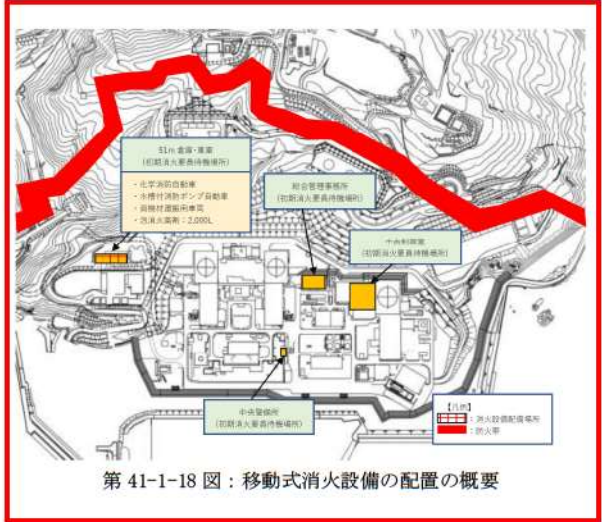 51m 倉庫・車庫
(初期消火要員待機場所)
・化学消防自動車
・水槽付消防ポンプ自動車
・資機材運搬用車両
・泡消火薬剤：2,000L
総合管理事務所
(初期消火要員待機場所)
中央制御室
(初期消火要員待機場所)
中央警備所
(初期消火要員待機場所)
【凡例】
：消火設備配備場所
：防火帯
第 41-1-18 図：移動式消火設備の配置の概要